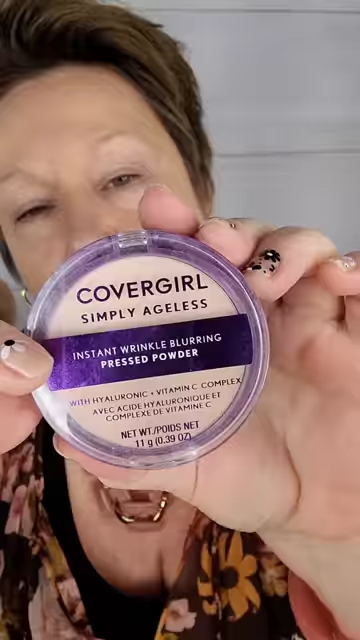 COVERGIRL
SIMPLY AGELESS
INSTANT WRINKLE BLURRING
PRESSED POWDER
WITH HYALURONIC • VITAMIN C COMPLEX
AVEC ACIDE HYALURONIQUE ET
COMPLEXE DE VITAMINE C
NET WT./POIDS NET
11 g (0.39 OZ)